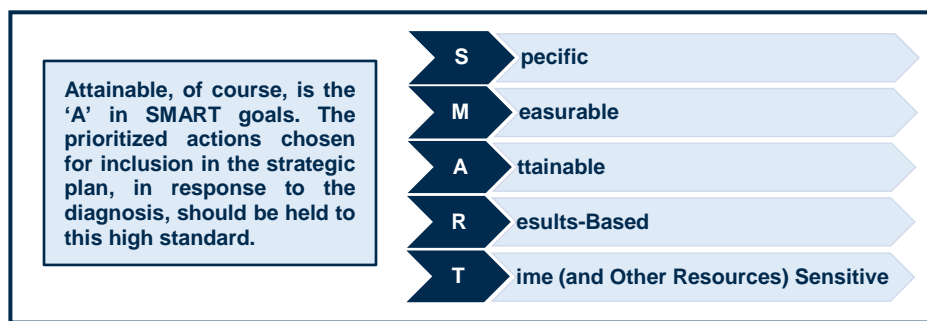 Attainable, of course, is the
‘A’ in SMART goals. The
prioritized actions chosen
for inclusion in the strategic
plan, in response to the
diagnosis, should be held to
this high standard.
S pecific
M easurable
A ttainable
R esults-Based
T ime (and Other Resources) Sensitive